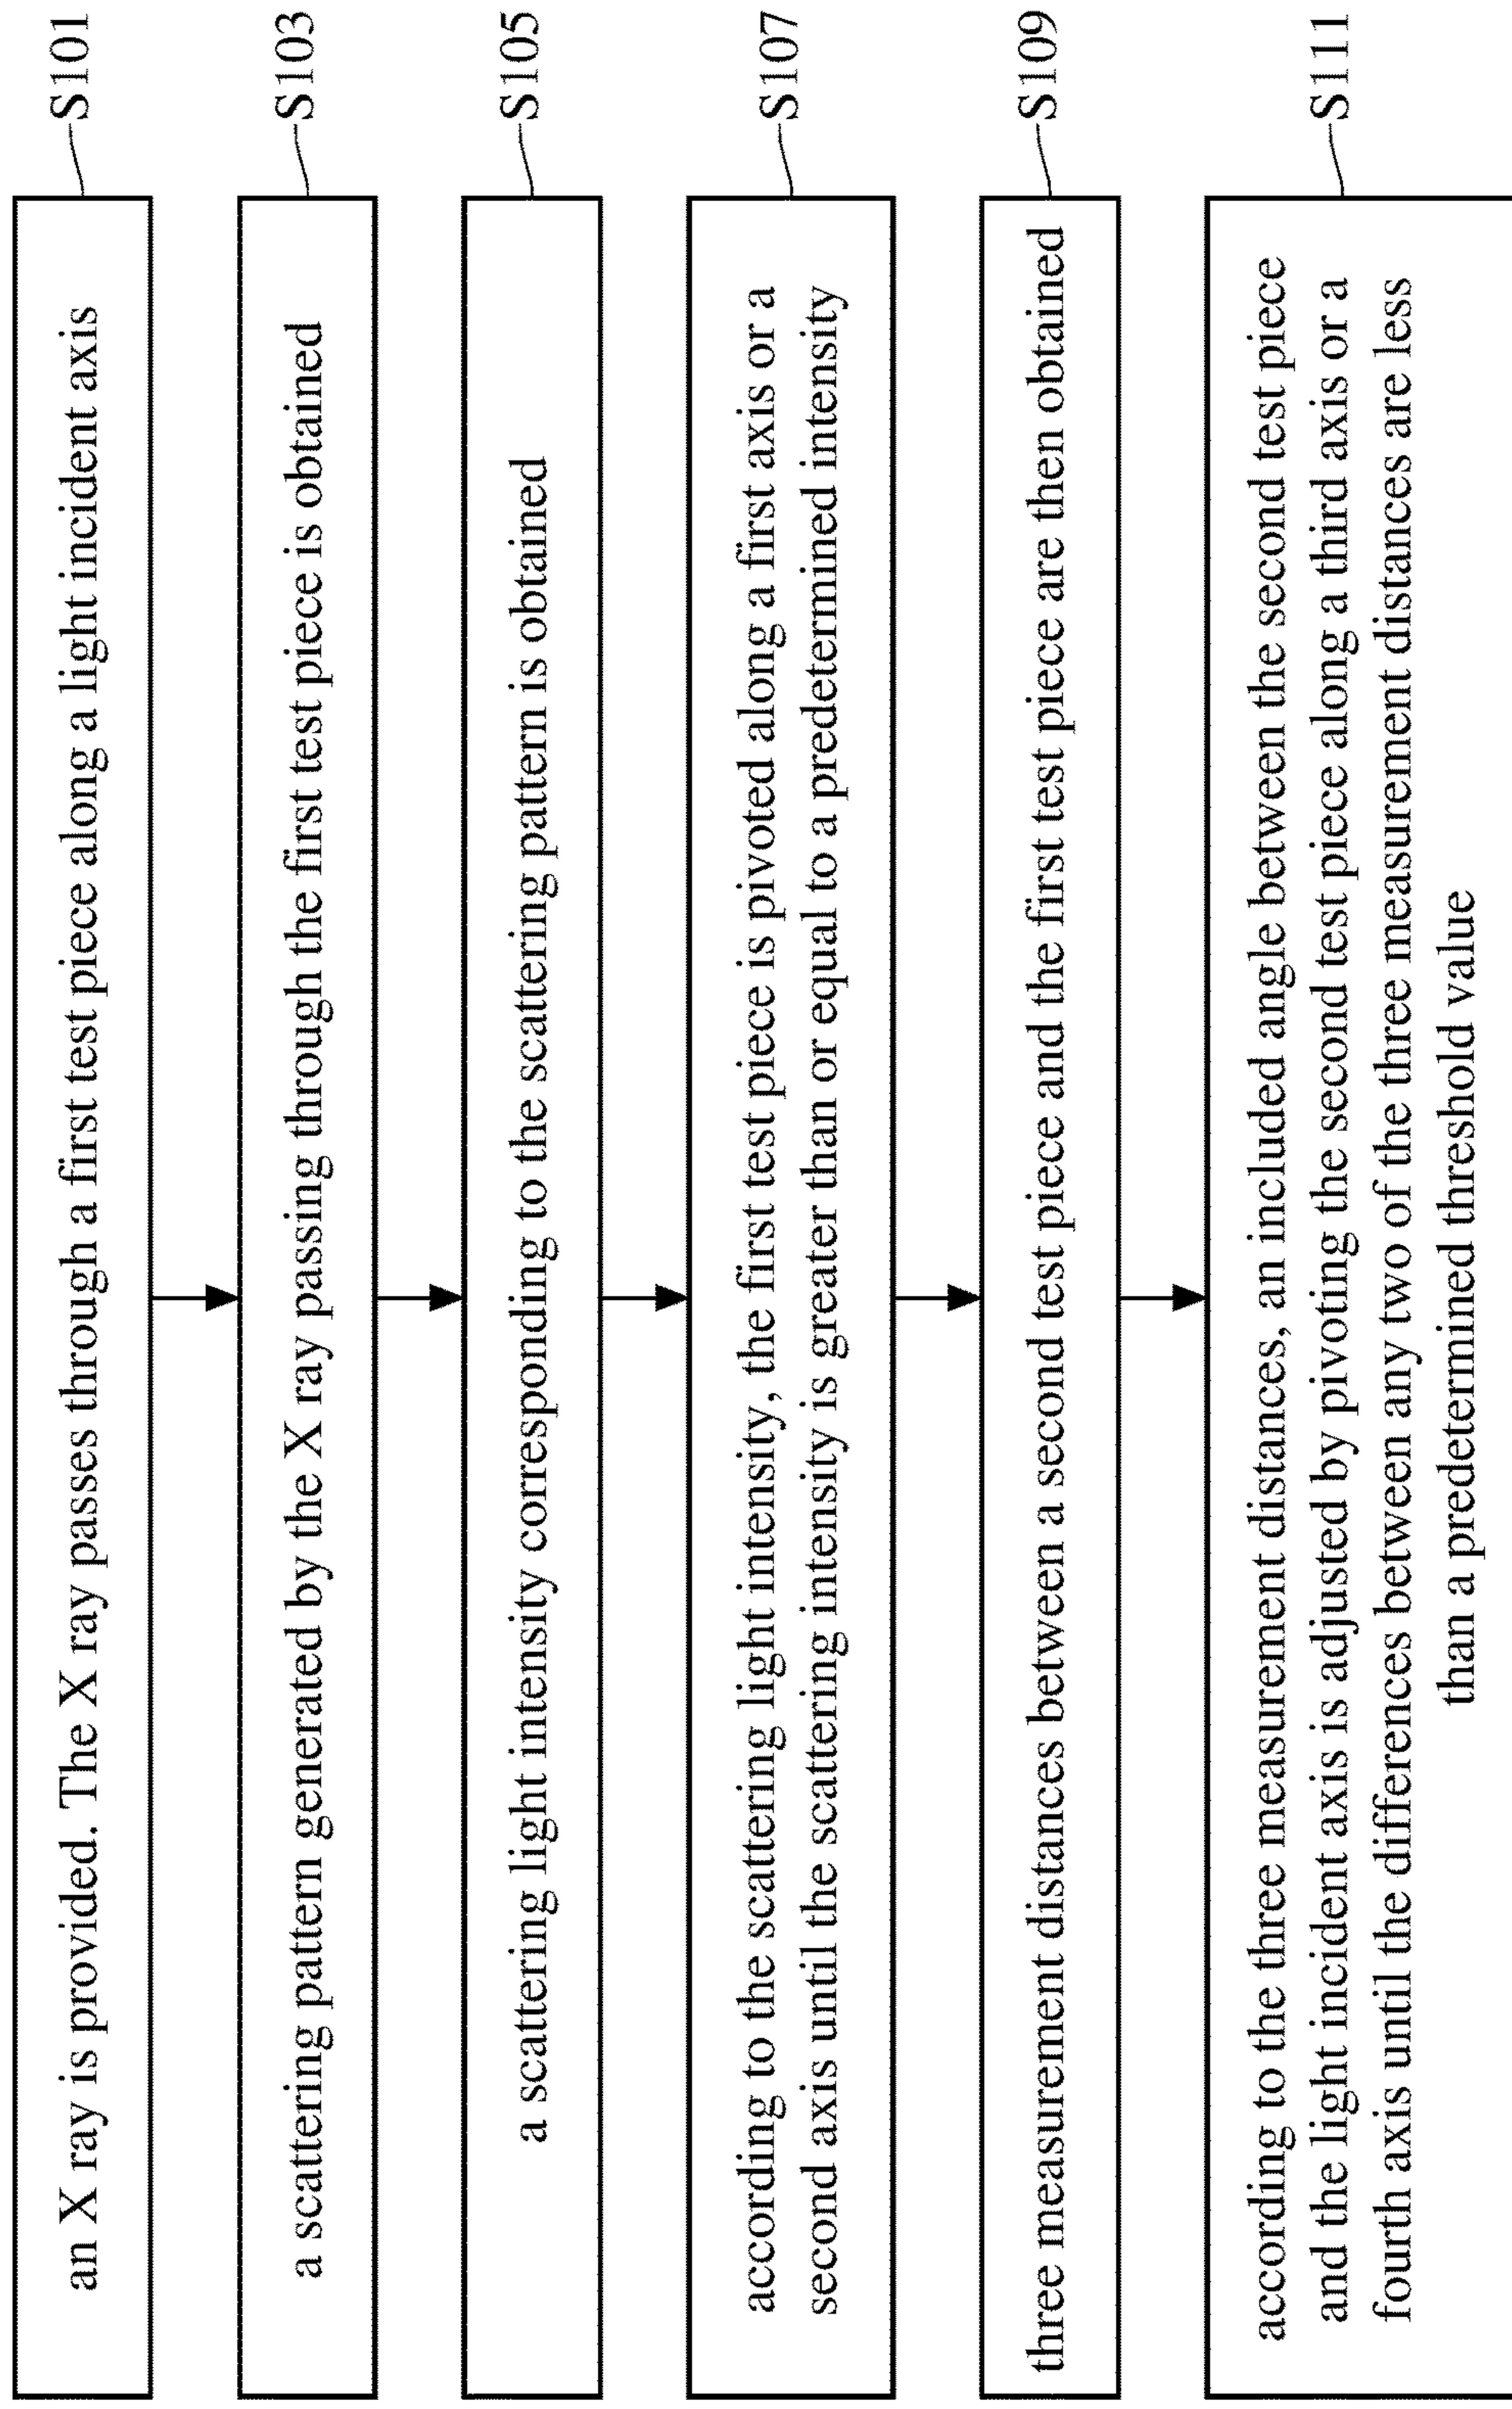 an X ray is provided. The X ray passes through a first test piece along a light incident axis
S101
a scattering pattern generated by the X ray passing through the first test piece is obtained
S103
a scattering light intensity corresponding to the scattering pattern is obtained
S105
according to the scattering light intensity, the first test piece is pivoted along a first axis or a
second axis until the scattering intensity is greater than or equal to a predetermined intensity
S107
three measurement distances between a second test piece and the first test piece are then obtained
S109
according to the three measurement distances, an included angle between the second test piece
and the light incident axis is adjusted by pivoting the second test piece along a third axis or a
fourth axis until the differences between any two of the three measurement distances are less
than a predetermined threshold value
S111